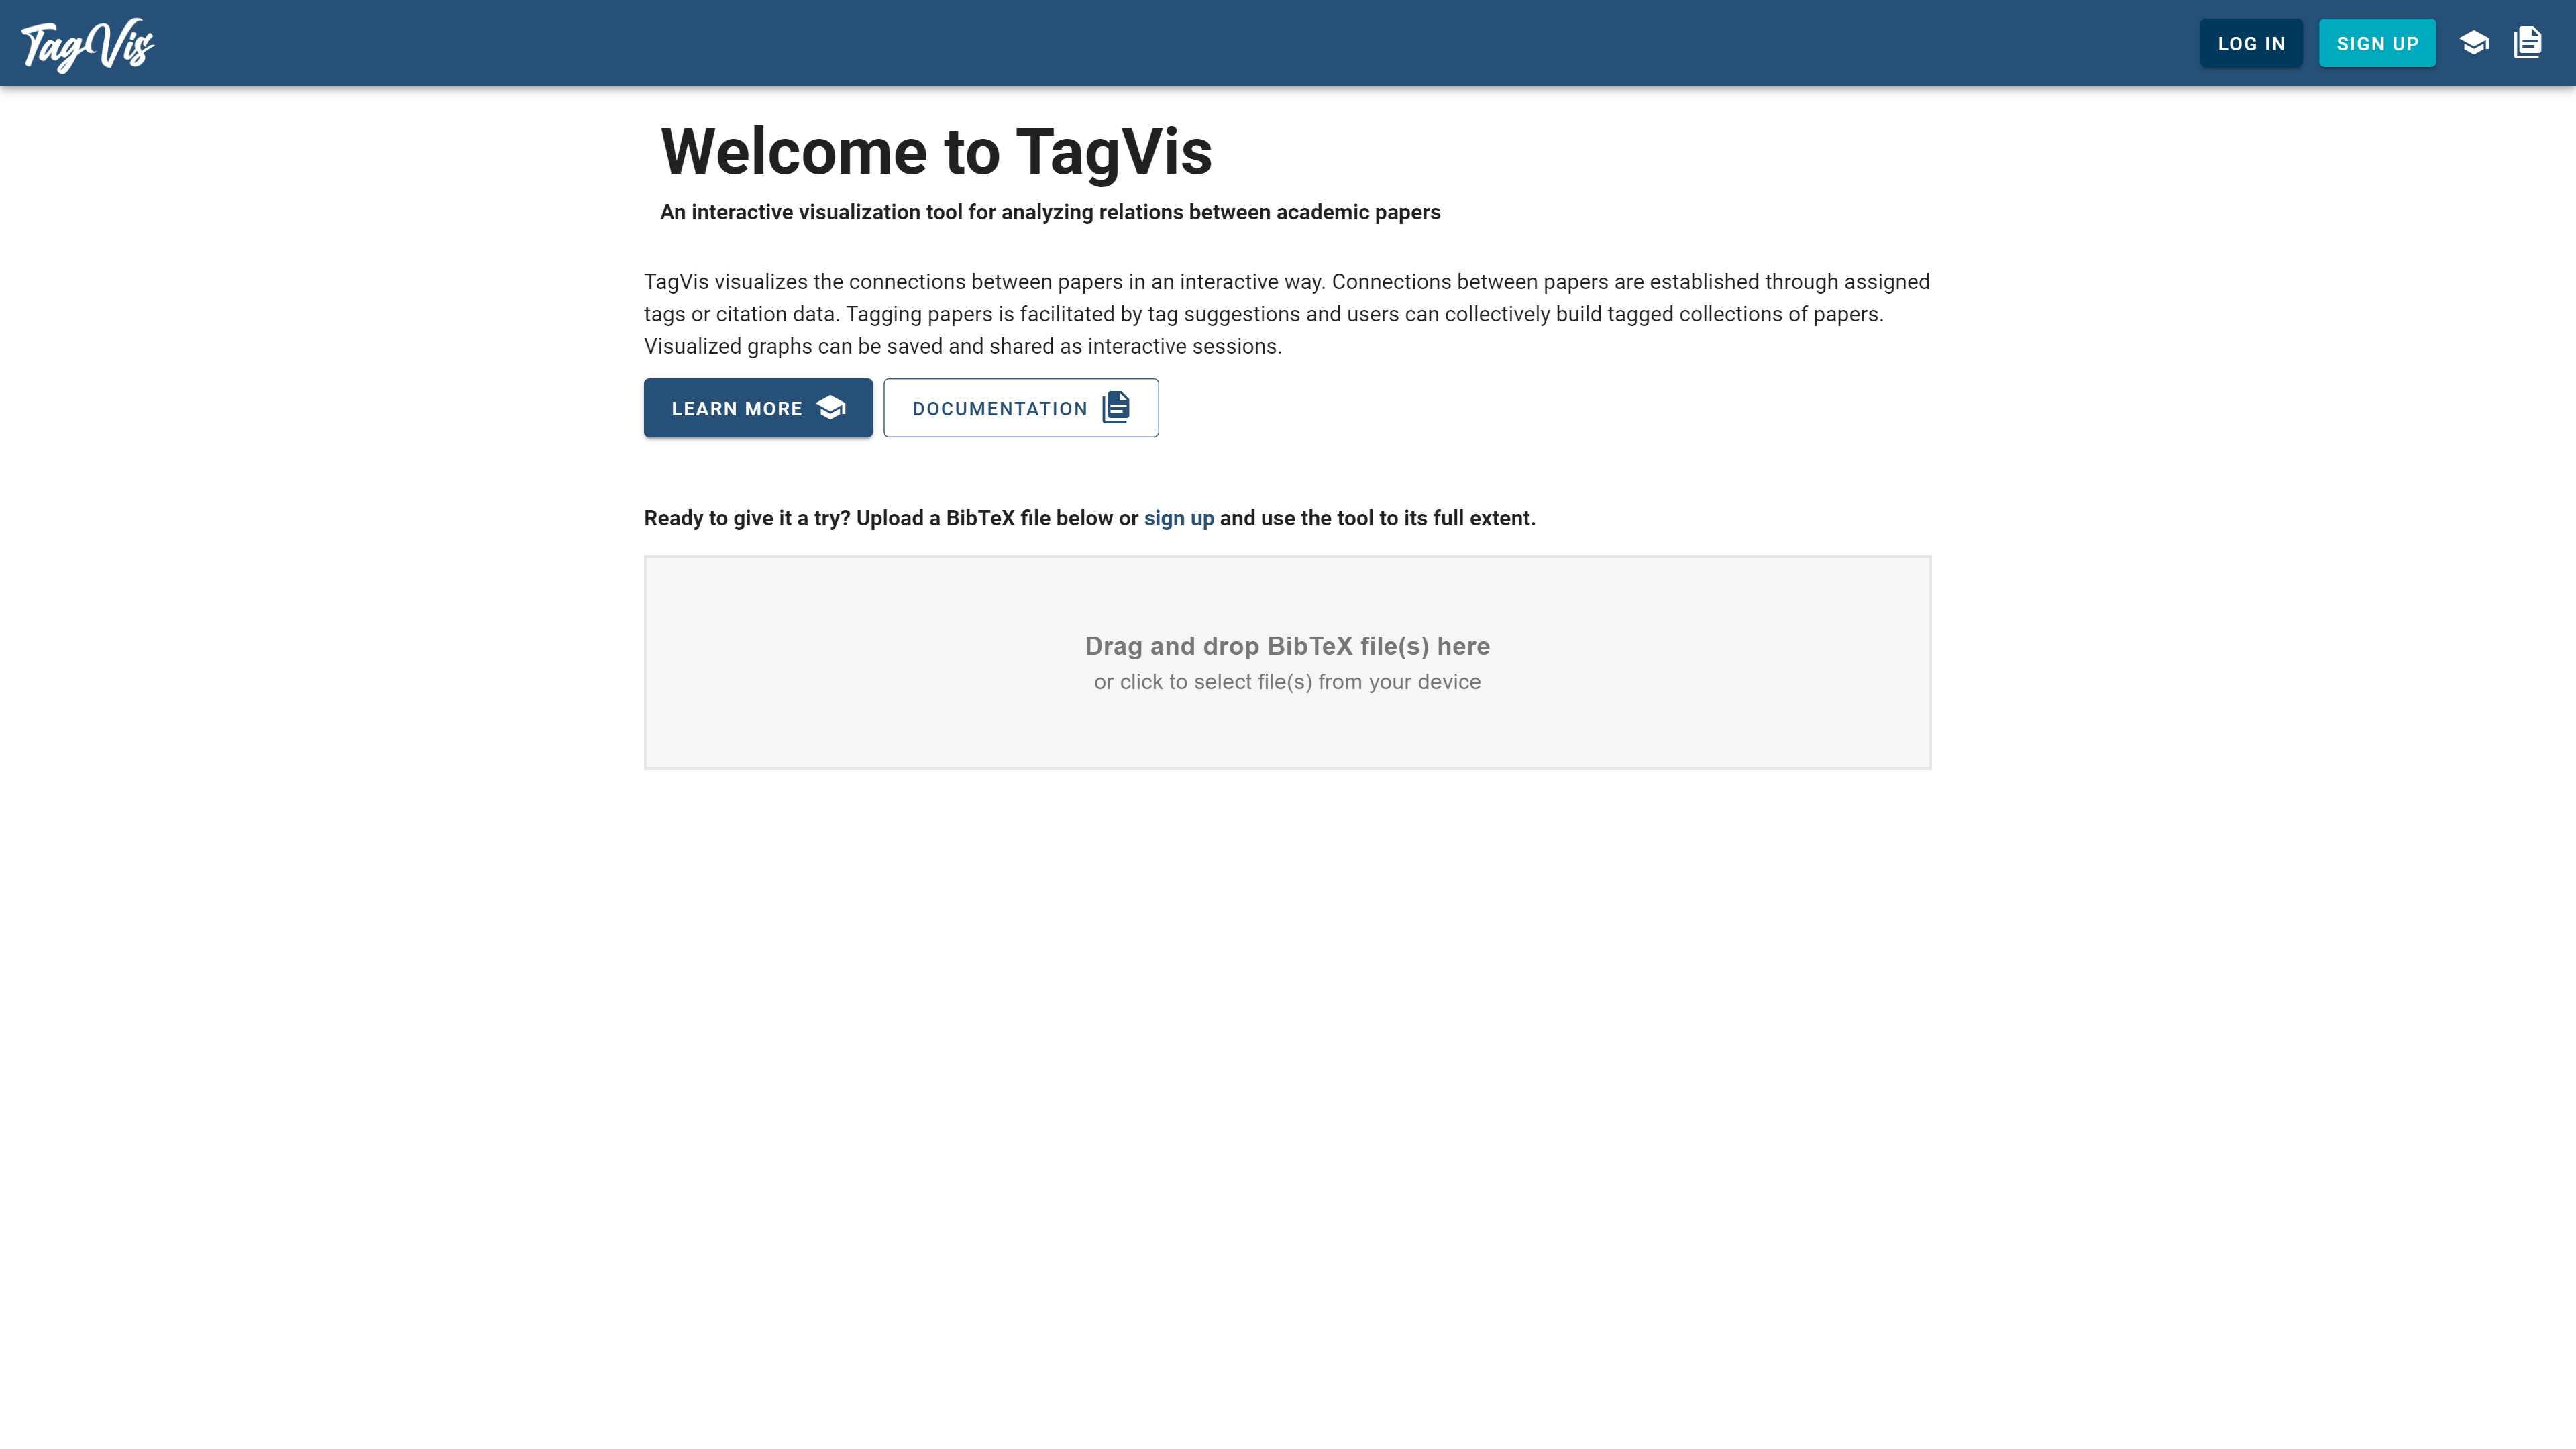 TagVis
LOG IN
SIGN UP
Welcome to TagVis
An interactive visualization tool for analyzing relations between academic papers
TagVis visualizes the connections between papers in an interactive way. Connections between papers are established through assigned
tags or citation data. Tagging papers is facilitated by tag suggestions and users can collectively build tagged collections of papers.
Visualized graphs can be saved and shared as interactive sessions.
LEARN MORE
DOCUMENTATION
Ready to give it a try? Upload a BibTeX file below or sign up and use the tool to its full extent.
Drag and drop BibTeX file(s) here
or click to select file(s) from your device